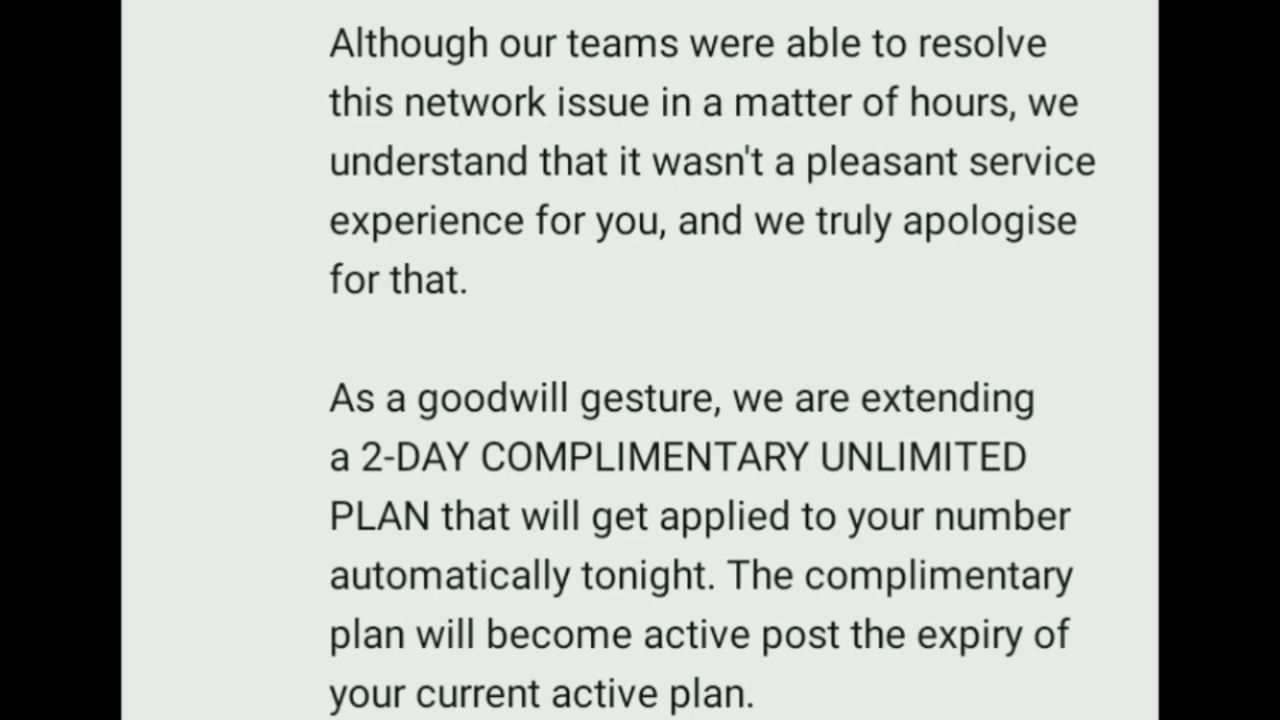 Although our teams were able to resolve
this network issue in a matter of hours, we
understand that it wasn't a pleasant service
experience for you, and we truly apologise
for that.
As a goodwill gesture, we are extending
a 2-DAY COMPLIMENTARY UNLIMITED
PLAN that will get applied to your number
automatically tonight. The complimentary
plan will become active post the expiry of
your current active plan.